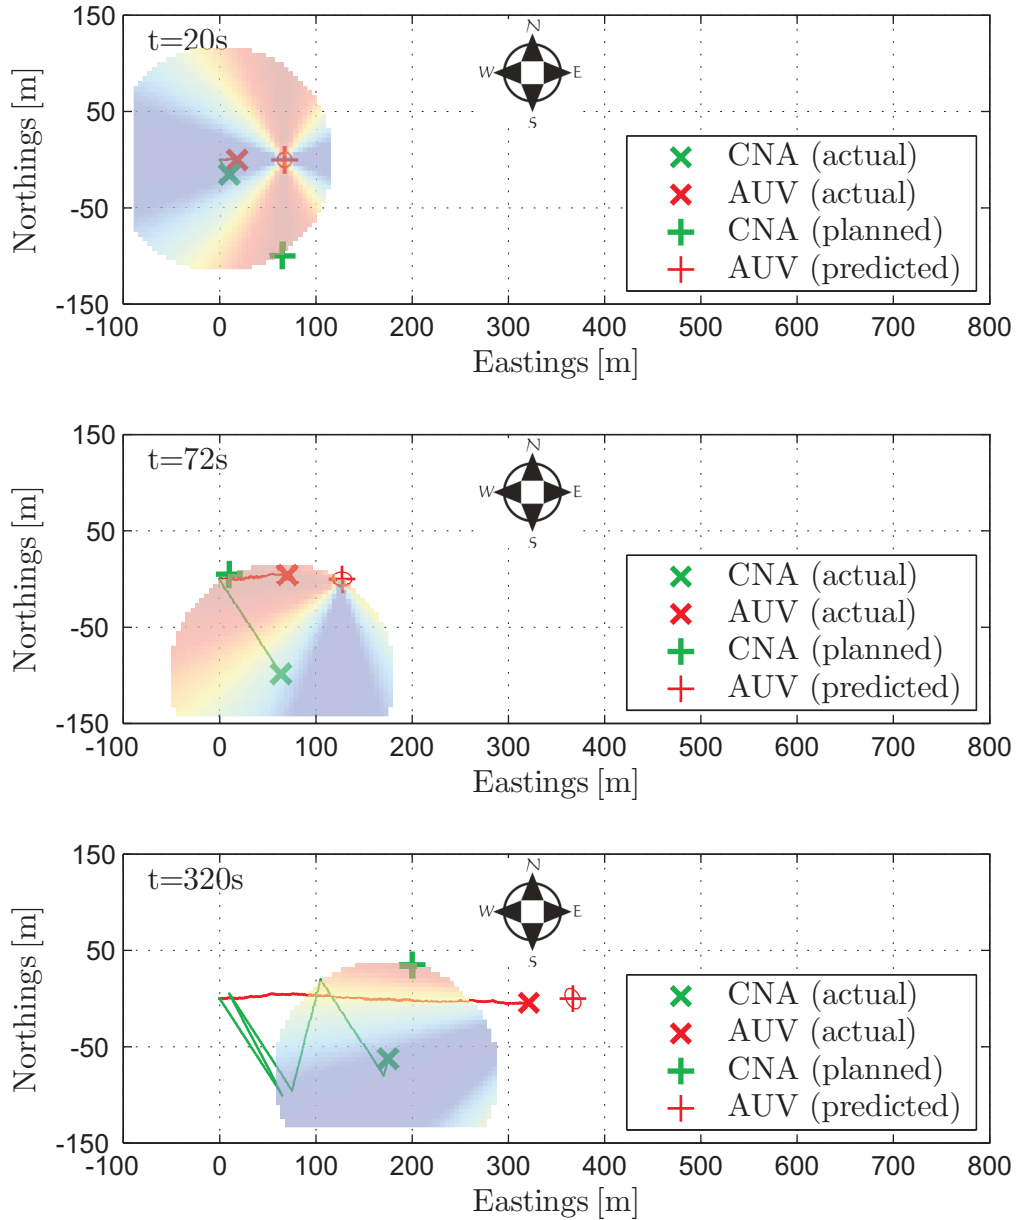 t=20s
N
W E
S
50
-50
-150
Northings [m]
CNA (actual)
AUV (actual)
CNA (planned)
AUV (predicted)
-100 0 100 200 300 400 500 600 700 800
Eastings [m]
150
t=72s
N
W E
S
50
-50
-150
Northings [m]
CNA (actual)
AUV (actual)
CNA (planned)
AUV (predicted)
-100 0 100 200 300 400 500 600 700 800
Eastings [m]
150
t=320s
N
W E
S
50
-50
-150
Northings [m]
CNA (actual)
AUV (actual)
CNA (planned)
AUV (predicted)
-100 0 100 200 300 400 500 600 700 800
Eastings [m]